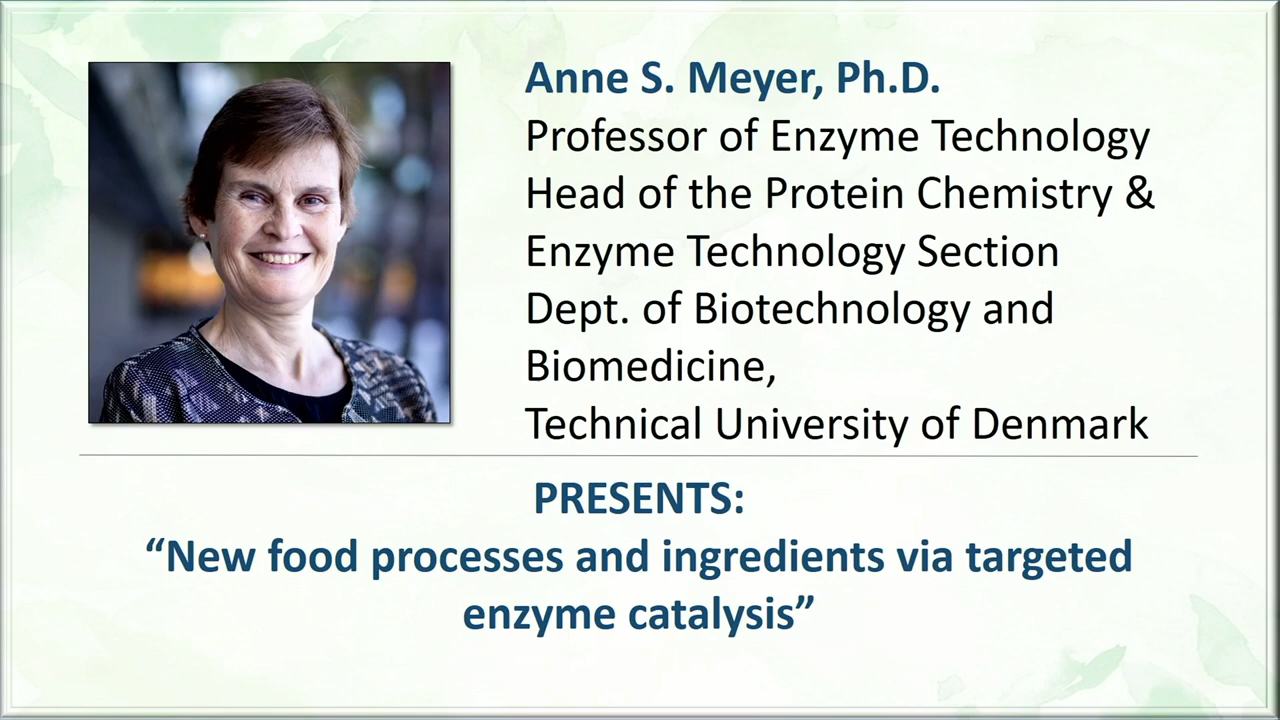 Anne S. Meyer, Ph.D.
Professor of Enzyme Technology
Head of the Protein Chemistry &
Enzyme Technology Section
Dept. of Biotechnology and
Biomedicine,
Technical University of Denmark
PRESENTS:
“New food processes and ingredients via targeted
enzyme catalysis”